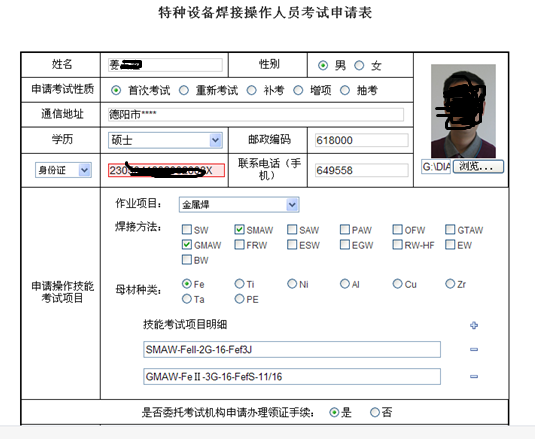 特种设备焊接操作人员考试申请表
姓名 性别 男 女
申请考试性质 首次考试 重新考试 补考 增项 抽考
通信地址 德阳市****
学历 硕士 邮政编码 618000
身份证 联系电话（手机） 649558
G:\DIA 浏览...
作业项目： 金属焊
焊接方法： SW SMAW SAW PAW OFW GTAW
GMAW FRW ESW EGW RW-HF EW
BW
申请操作技能考试项目
母材种类： Fe Ti Ni Al Cu Zr
Ta PE
技能考试项目明细
SMAW-FeII-2G-16-Fef3J
GMAW-FeⅡ-3G-16-FefS-11/16
是否委托考试机构申请办理领证手续： 是 否